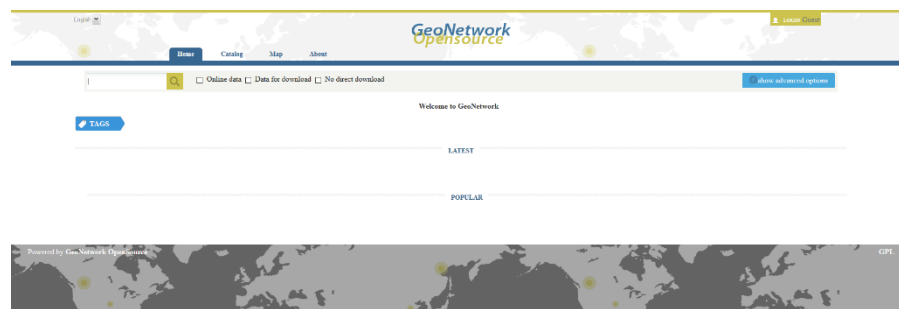 English
Login Guest
GeoNetwork
Opensource
Home Catalog Map About
Online data Data for download No direct download
show advanced options
Welcome to GeoNetwork
TAGS
LATEST
POPULAR
Powered by GeoNetwork OpenSource
GPL